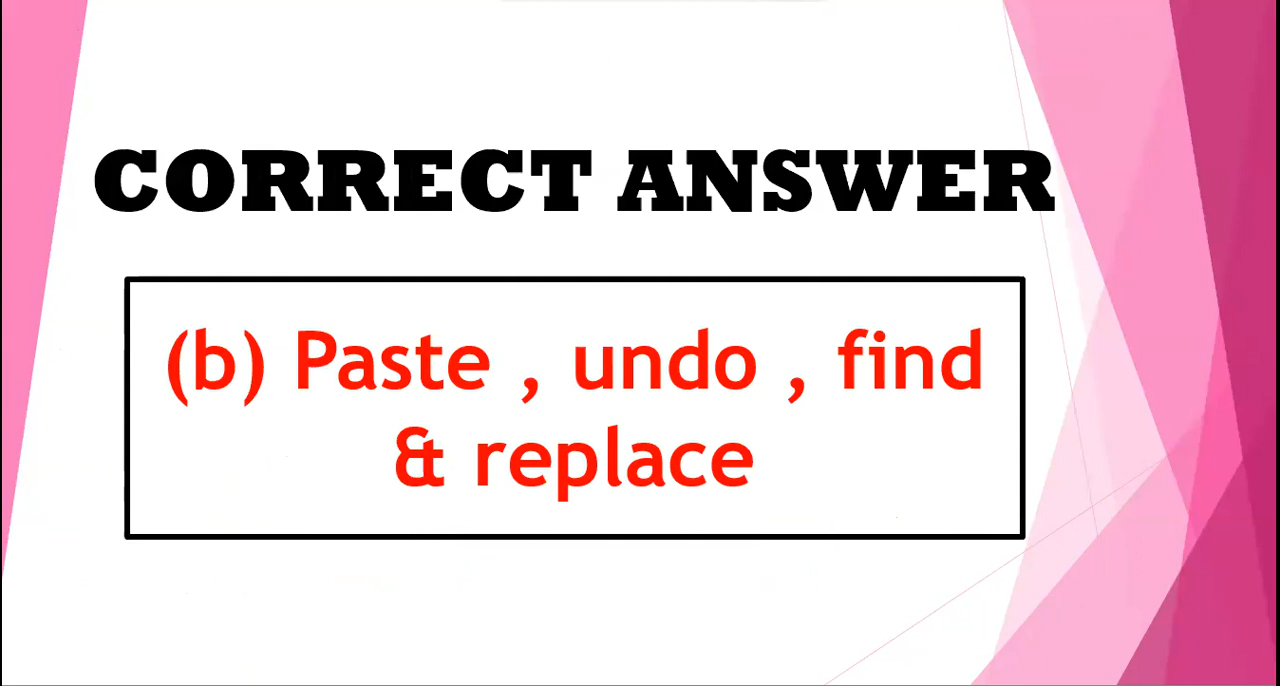 CORRECT ANSWER
(b) Paste , undo , find
& replace